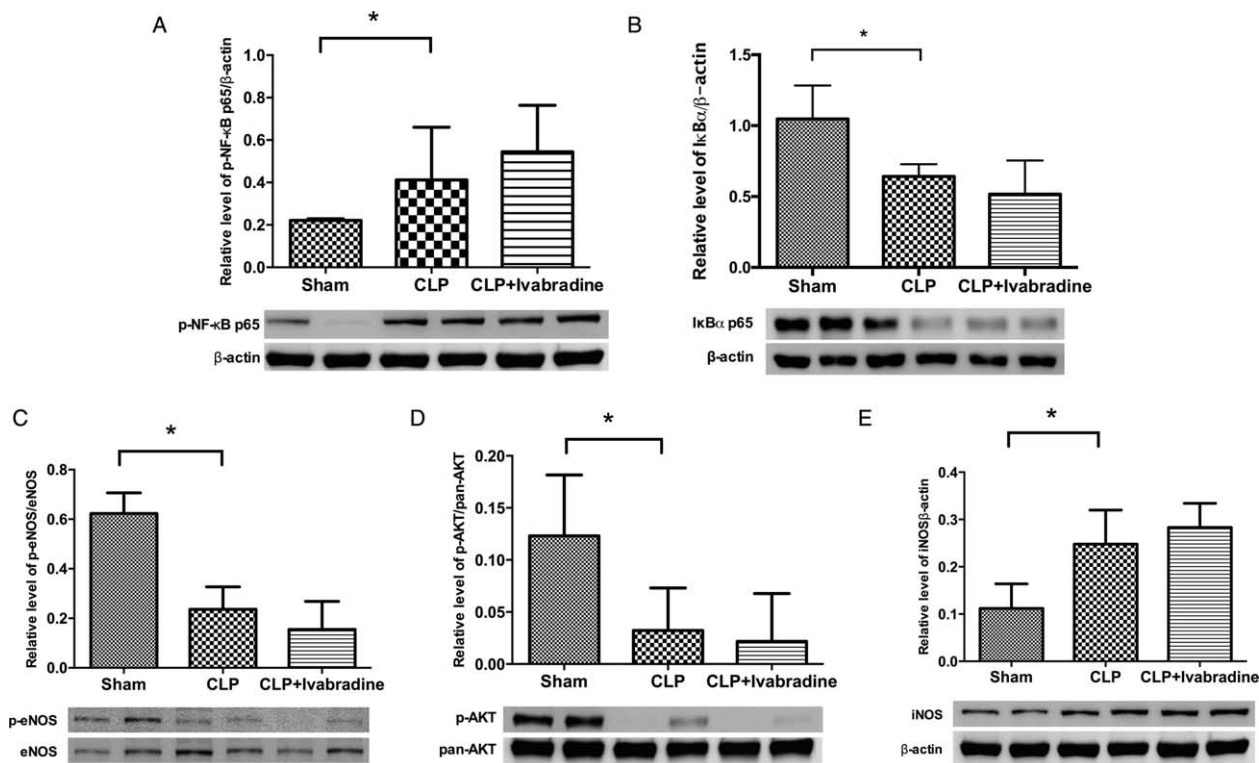 A
*
Relative level of p-NF-κB p65/β-actin
1.0
0.8
0.6
0.4
0.2
0.0
Sham CLP CLP+Ivabradine
p-NF-κB p65
β-actin
B
*
Relative level of IκBα/β-actin
1.5
1.0
0.5
0.0
Sham CLP CLP+Ivabradine
IκBα p65
β-actin
C
*
Relative level of p-eNOS/eNOS
0.8
0.6
0.4
0.2
0.0
Sham CLP CLP+Ivabradine
p-eNOS
eNOS
D
*
Relative level of p-AKT/pan-AKT
0.20
0.15
0.10
0.05
0.00
Sham CLP CLP+Ivabradine
p-AKT
pan-AKT
E
*
Relative level of iNOSβ-actin
0.4
0.3
0.2
0.1
0.0
Sham CLP CLP+Ivabradine
iNOS
β-actin